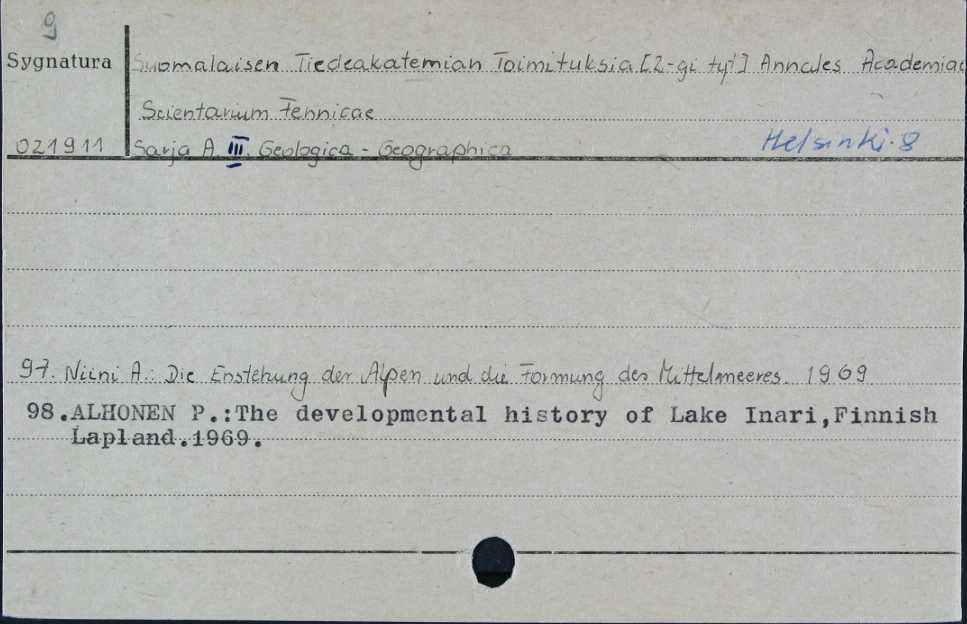 9
Sygnatura Suomalaisen Tiedeakatemian Toimituksia [2-gi tyt] Annales Academiae
Scientarium Fennicae
021911 Sarja A. III. Geologica - Geographica Helsinki. 8
97. Niini A.: Die Enstehung der Alpen und die Formung des Mittelmeeres. 1969
98. ALHONEN P.: The developmental history of Lake Inari, Finnish
Lapland. 1969.